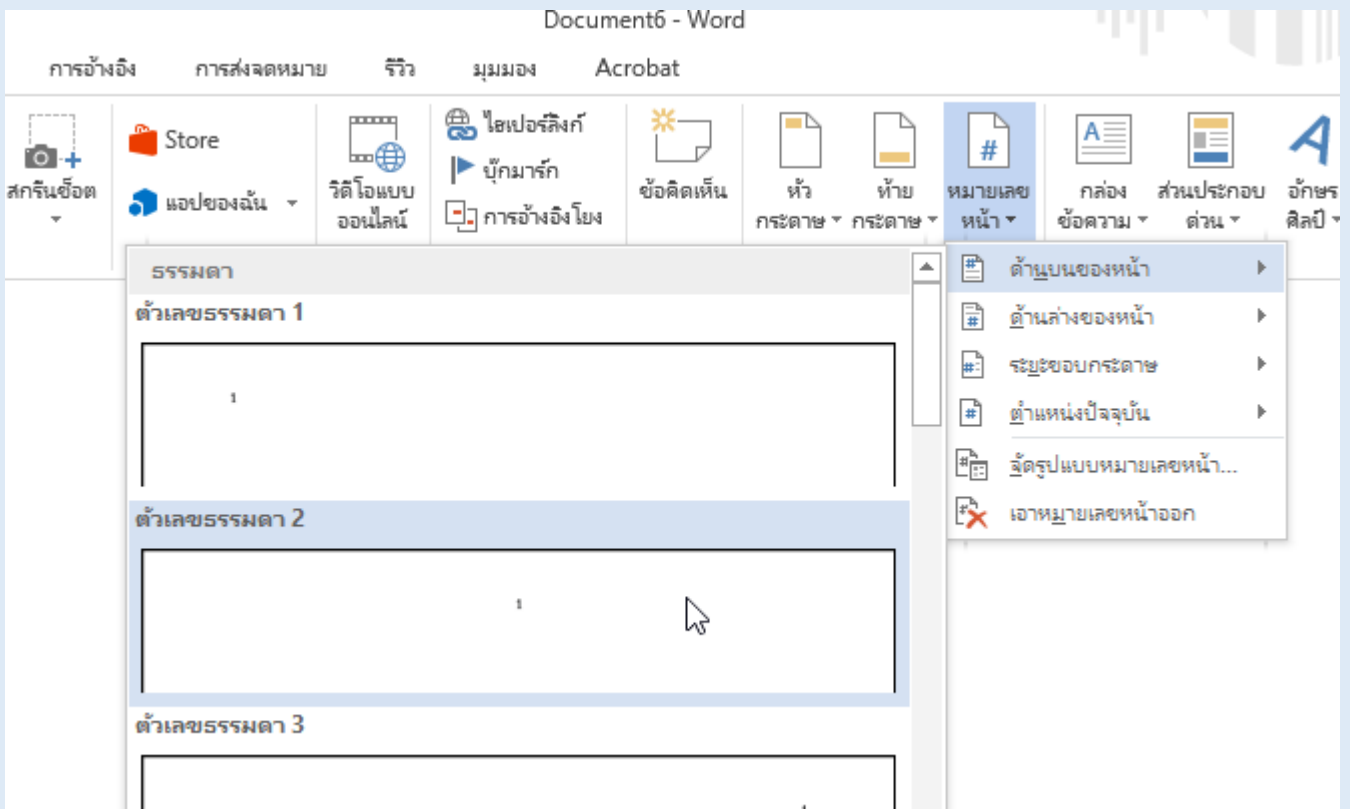 Document6 - Word
การอ้างอิง การส่งจดหมาย รีวิว มุมมอง Acrobat
สกรีนช็อต
Store
แอปของฉัน
วิดีโอแบบ
ออนไลน์
ไฮเปอร์ลิงก์
บุ๊กมาร์ก
การอ้างอิงโยง
ข้อคิดเห็น
หัว
กระดาษ
ท้าย
กระดาษ
หมายเลข
หน้า
กล่อง
ข้อความ
ส่วนประกอบ
ด่วน
อักษร
ศิลป์
ธรรมดา
ตัวเลขธรรมดา 1
1
ตัวเลขธรรมดา 2
1
ตัวเลขธรรมดา 3
ด้านบนของหน้า
ด้านล่างของหน้า
ระยะขอบกระดาษ
ตำแหน่งปัจจุบัน
จัดรูปแบบหมายเลขหน้า...
เอาหมายเลขหน้าออก